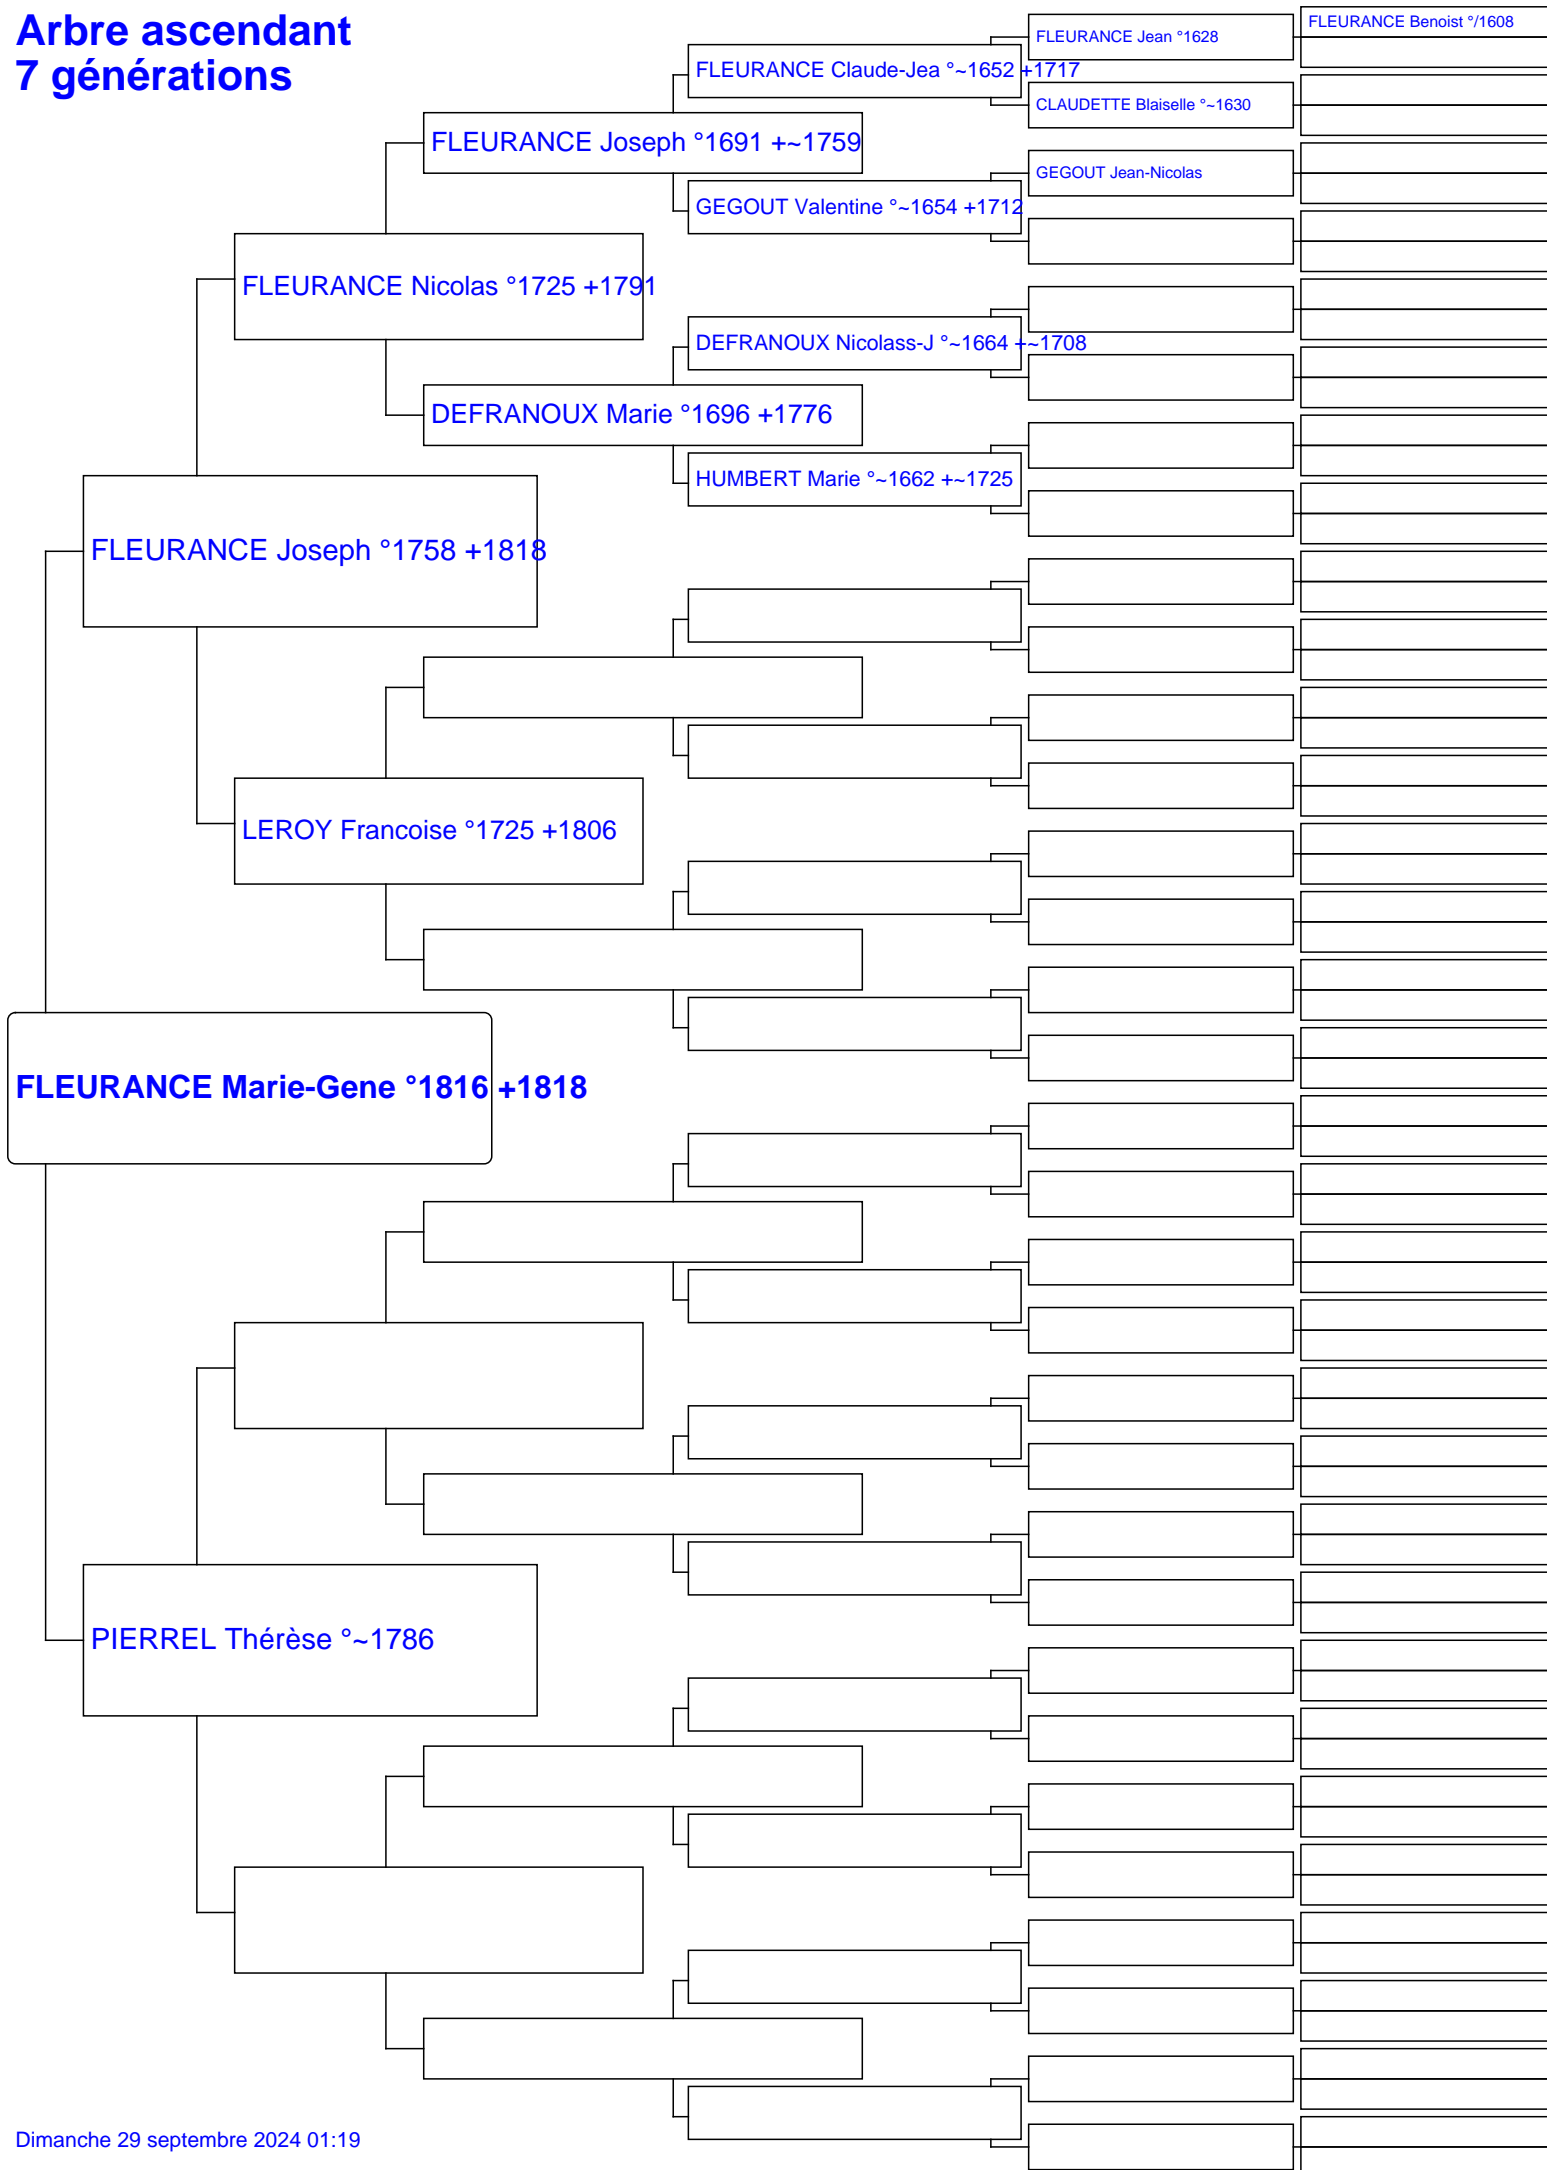 Arbre ascendant
7 générations
FLEURANCE Benoist °/1608
FLEURANCE Jean °1628
FLEURANCE Claude-Jea °~1652 +1717
CLAUDETTE Blaiselle °~1630
FLEURANCE Joseph °1691 +~1759
GEGOUT Jean-Nicolas
GEGOUT Valentine °~1654 +1712
FLEURANCE Nicolas °1725 +1791
DEFRANOUX Nicolass-J °~1664 +~1708
DEFRANOUX Marie °1696 +1776
HUMBERT Marie °~1662 +~1725
FLEURANCE Joseph °1758 +1818
LEROY Francoise °1725 +1806
FLEURANCE Marie-Gene °1816 +1818
PIERREL Thérèse °~1786
Dimanche 29 septembre 2024 01:19